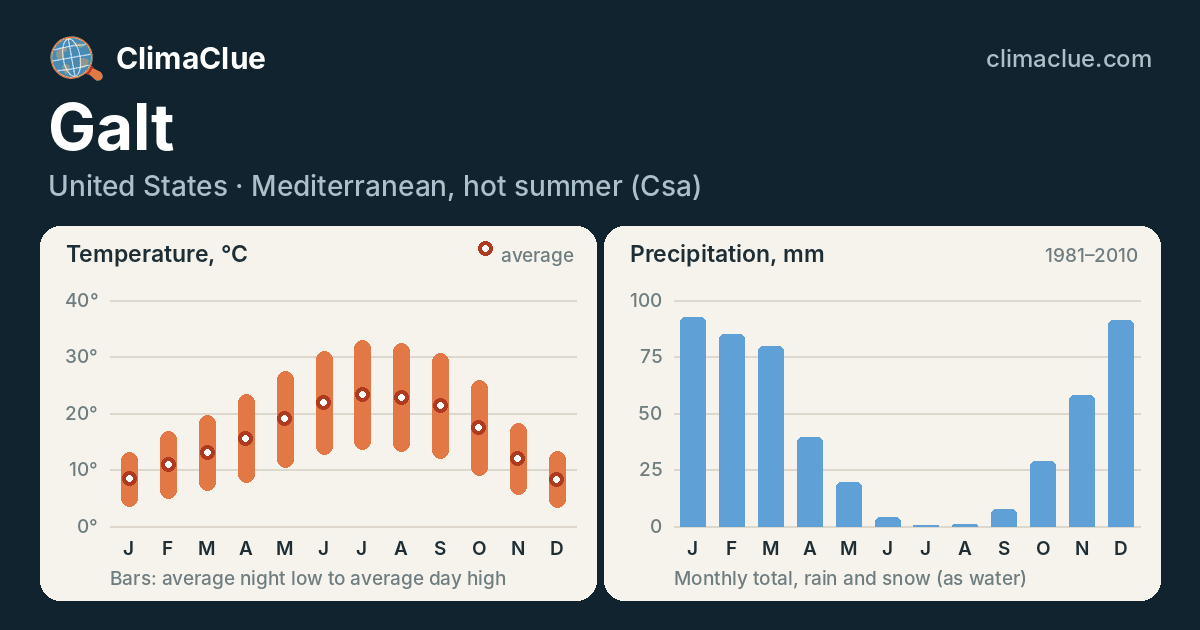 ClimaClue
climaclue.com
Galt
United States · Mediterranean, hot summer (Csa)
Temperature, °C
average
40°
30°
20°
10°
0°
J F M A M J J A S O N D
Bars: average night low to average day high
Precipitation, mm
1981–2010
100
75
50
25
0
J F M A M J J A S O N D
Monthly total, rain and snow (as water)